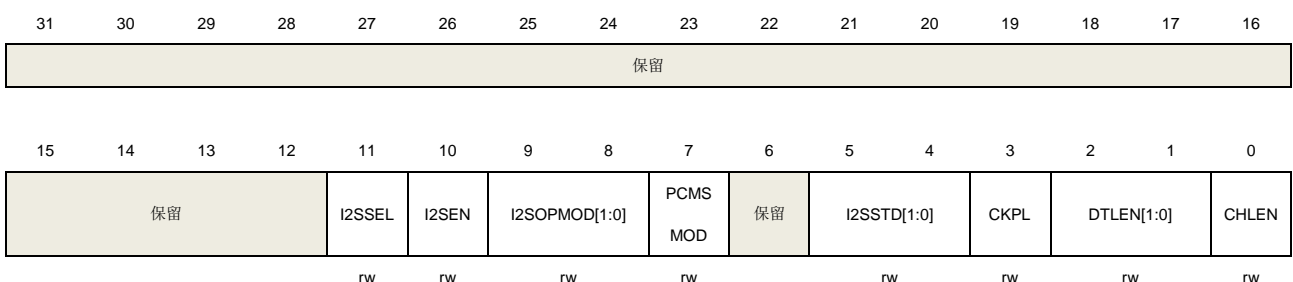 31 30 29 28 27 26 25 24 23 22 21 20 19 18 17 16
保留
15 14 13 12 11 10 9 8 7 6 5 4 3 2 1 0
保留 I2SSEL I2SEN I2SOPMOD[1:0] PCMS MOD 保留 I2SSTD[1:0] CKPL DTLEN[1:0] CHLEN
rw rw rw rw rw rw rw rw